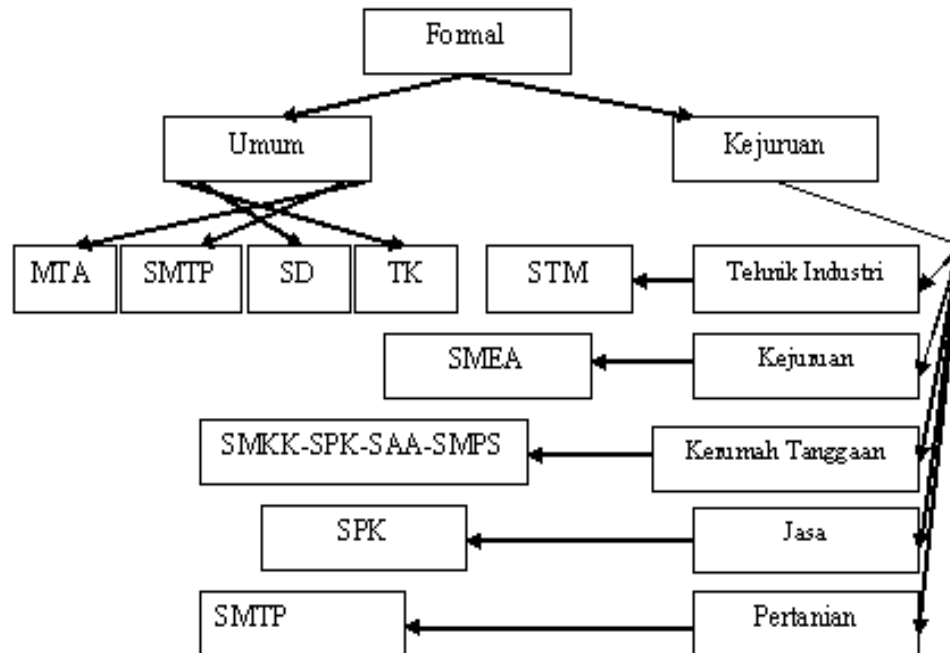 Formal
Umum
Kejuruan
MTA
SMTP
SD
TK
STM
Tehnik Industri
SMEA
Kejuruan
SMKK-SPK-SAA-SMPS
Kerumah Tanggaan
SPK
Jasa
SMTP
Pertanian